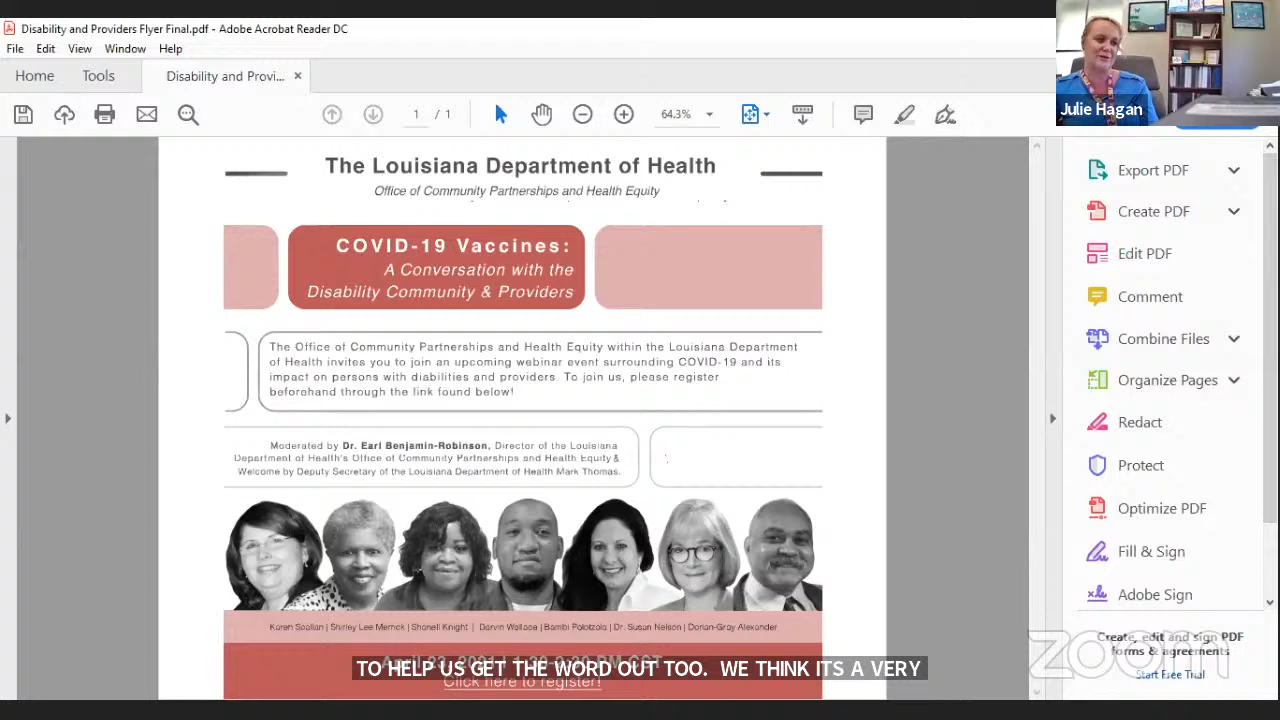 Disability and Providers Flyer Final.pdf - Adobe Acrobat Reader DC
File Edit View Window Help
Home Tools Disability and Provi... ×
1 / 1 64.3%
Julie Hagan
The Louisiana Department of Health
Office of Community Partnerships and Health Equity
COVID-19 Vaccines:
A Conversation with the
Disability Community & Providers
The Office of Community Partnerships and Health Equity within the Louisiana Department
of Health invites you to join an upcoming webinar event surrounding COVID-19 and its
impact on persons with disabilities and providers. To join us, please register
beforehand through the link found below!
Moderated by Dr. Earl Benjamin-Robinson, Director of the Louisiana
Department of Health's Office of Community Partnerships and Health Equity &
Welcome by Deputy Secretary of the Louisiana Department of Health Mark Thomas.
Karen Scallan | Shirley Lee Merrick | Shanell Knight | Darvin Wallace | Bambi Polotzola | Dr. Susan Nelson | Dorian-Gray Alexander
Click here to register!
TO HELP US GET THE WORD OUT TOO. WE THINK ITS A VERY
Export PDF
Create PDF
Edit PDF
Comment
Combine Files
Organize Pages
Redact
Protect
Optimize PDF
Fill & Sign
Adobe Sign
Create, edit and sign PDF
forms & agreements
Start Free Trial
zoom